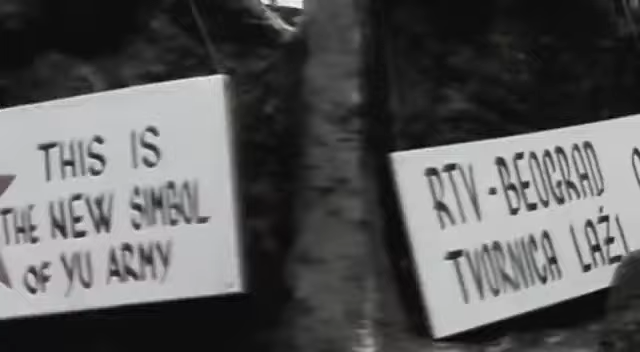 THIS IS
THE NEW SIMBOL
OF YU ARMY
RTV-BEOGRAD
TVORNICA LAŽI